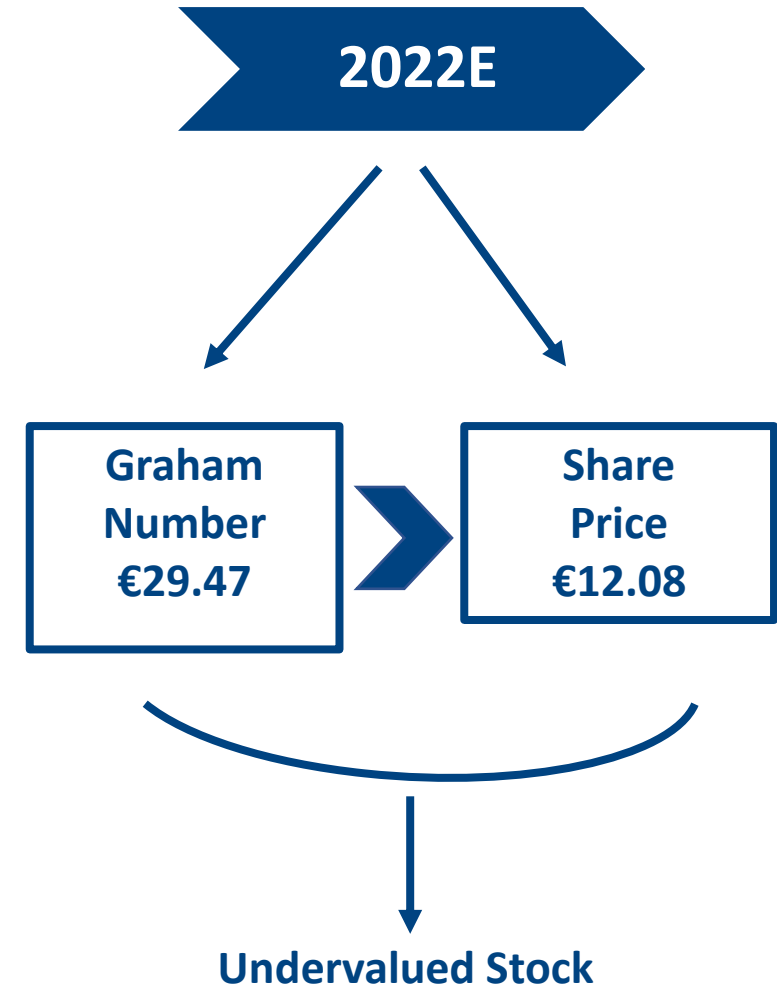 2022E
Graham
Number
€29.47
Share
Price
€12.08
Undervalued Stock